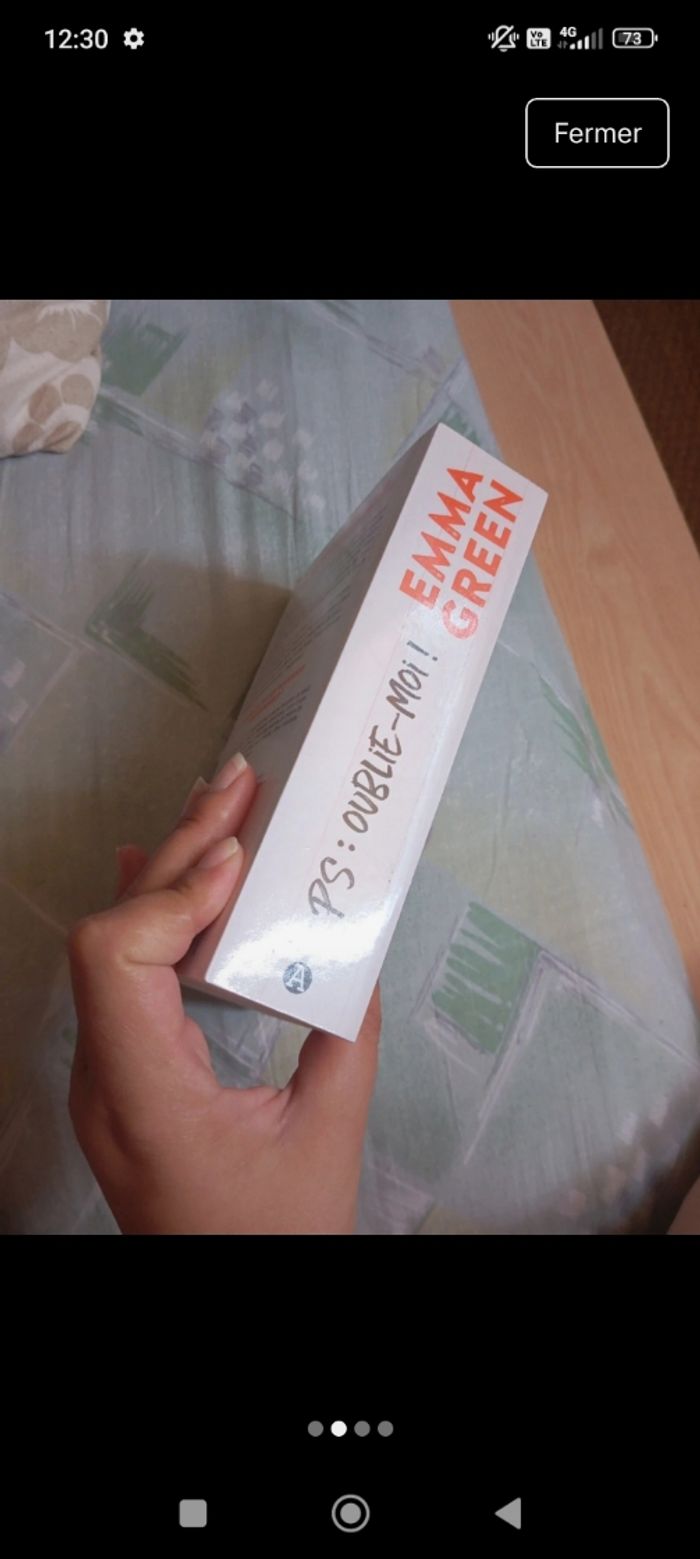 12:30
Vo
LTE
4G
73
Fermer
EMMA
GREEN
PS : OUBLIE-MOI !
A